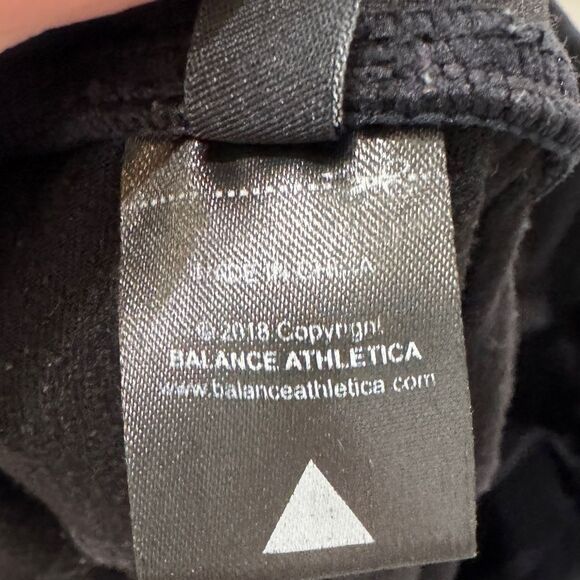 MADE IN CHINA
© 2018 Copyright
BALANCE ATHLETICA
www.balanceathletica.com